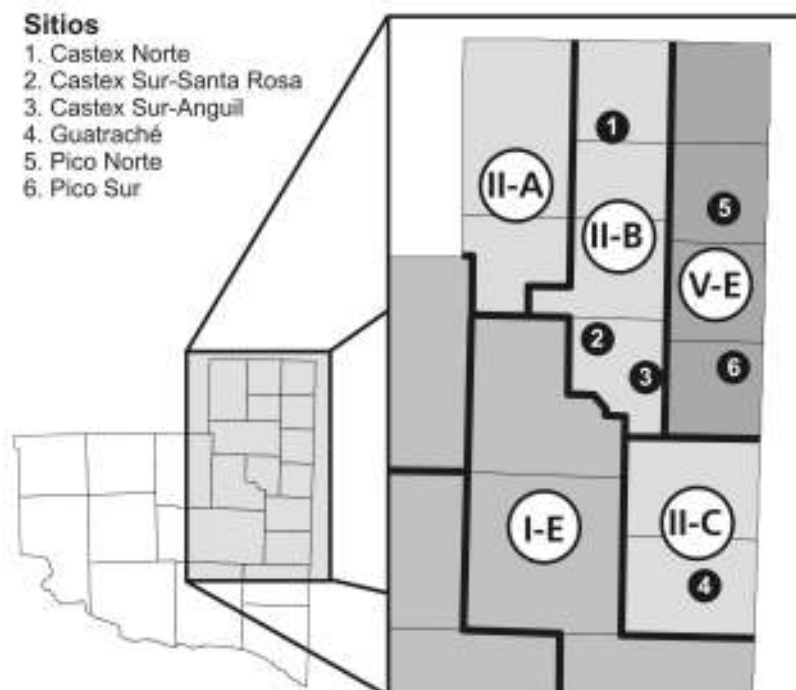 Sitios
1. Castex Norte
2. Castex Sur-Santa Rosa
3. Castex Sur-Anguil
4. Guatraché
5. Pico Norte
6. Pico Sur
1
II-A
5
II-B
V-E
2
3
6
I-E
II-C
4